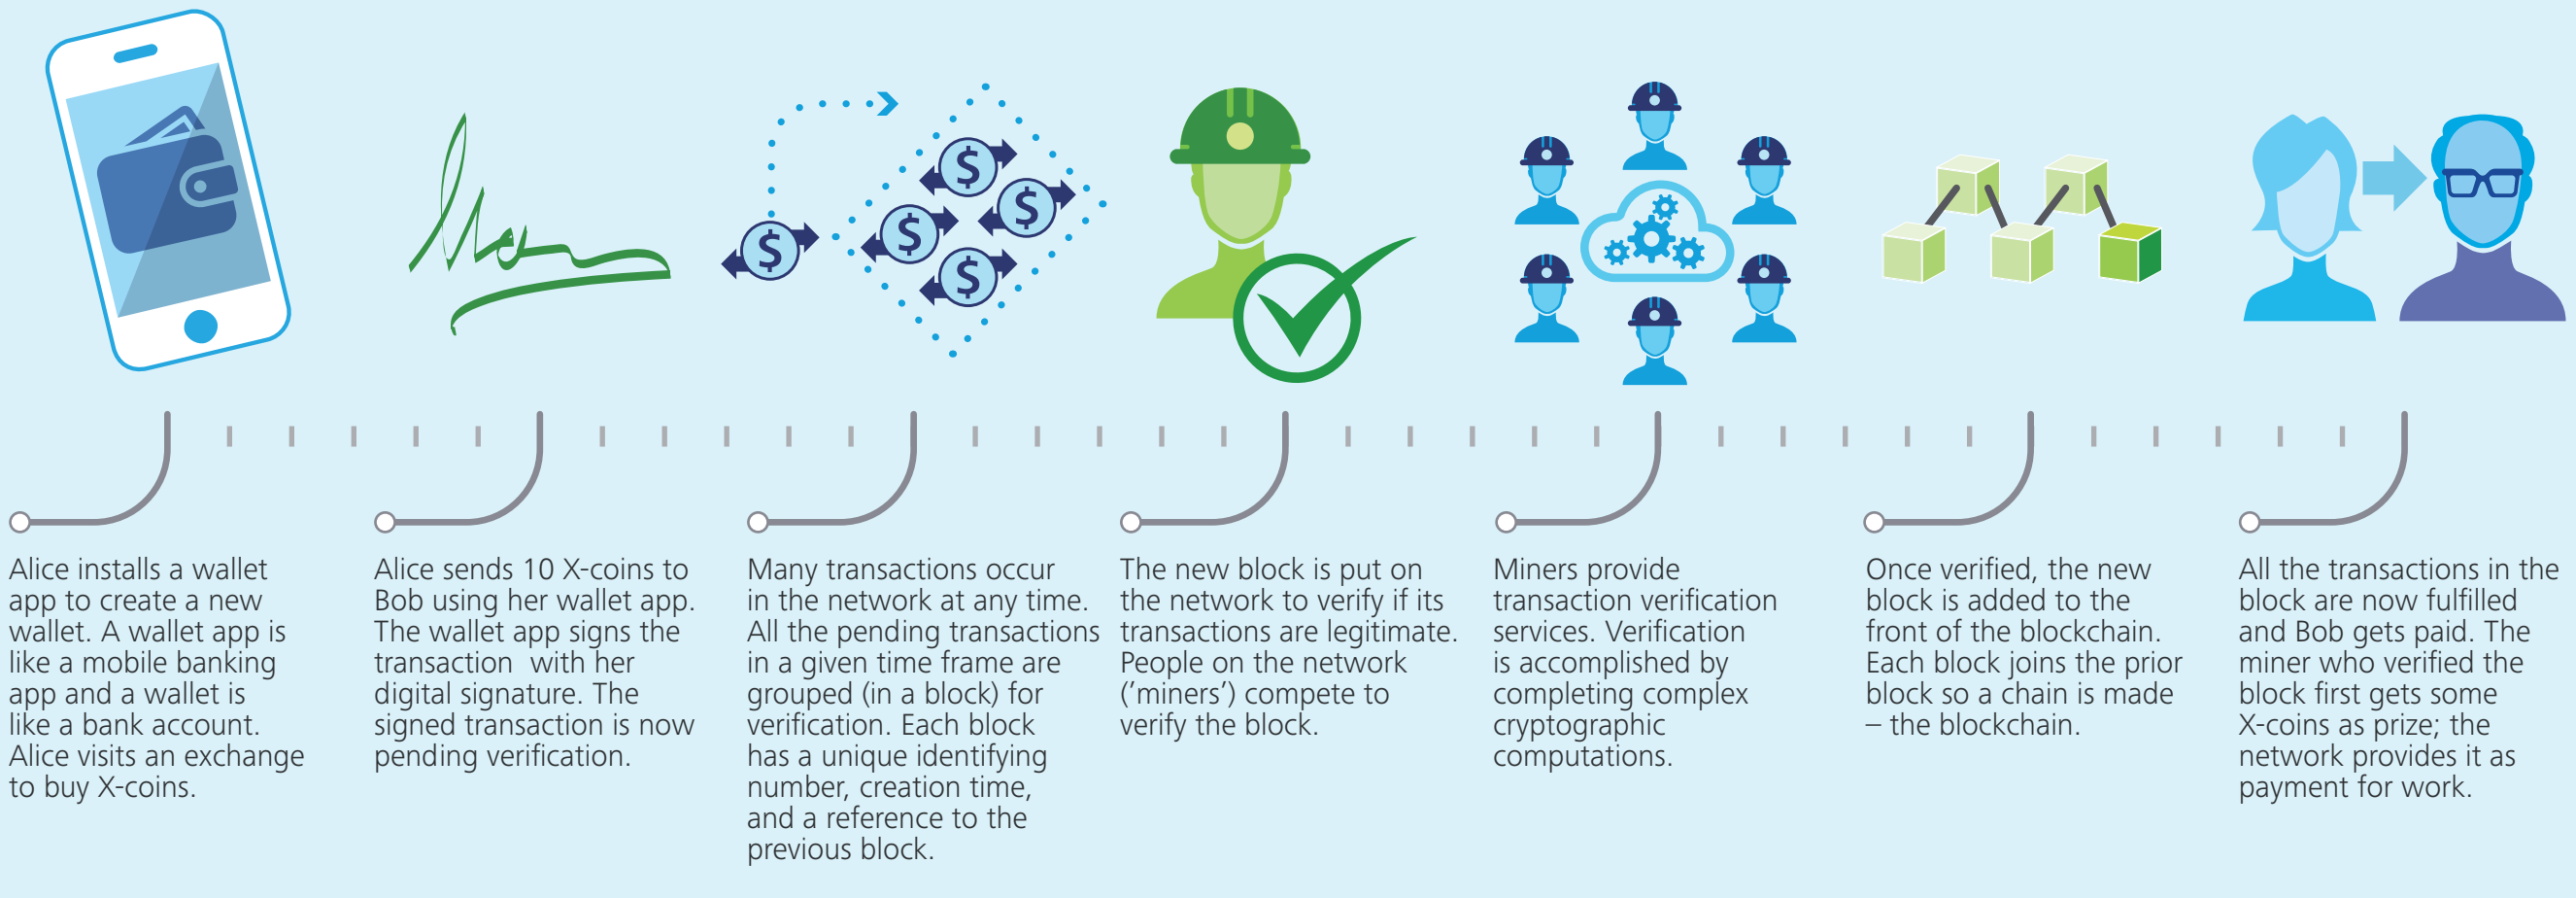 Alice installs a wallet
app to create a new
wallet. A wallet app is
like a mobile banking
app and a wallet is
like a bank account.
Alice visits an exchange
to buy X-coins.
Alice sends 10 X-coins to
Bob using her wallet app.
The wallet app signs the
transaction  with her
digital signature. The
signed transaction is now
pending verification.
Many transactions occur
in the network at any time.
All the pending transactions
in a given time frame are
grouped (in a block) for
verification. Each block
has a unique identifying
number, creation time,
and a reference to the
previous block.
The new block is put on
the network to verify if its
transactions are legitimate.
People on the network
(’miners’) compete to
verify the block.
Miners provide
transaction verification
services. Verification
is accomplished by
completing complex
cryptographic
computations.
Once verified, the new
block is added to the
front of the blockchain.
Each block joins the prior
block so a chain is made
– the blockchain.
All the transactions in the
block are now fulfilled
and Bob gets paid. The
miner who verified the
block first gets some
X-coins as prize; the
network provides it as
payment for work.